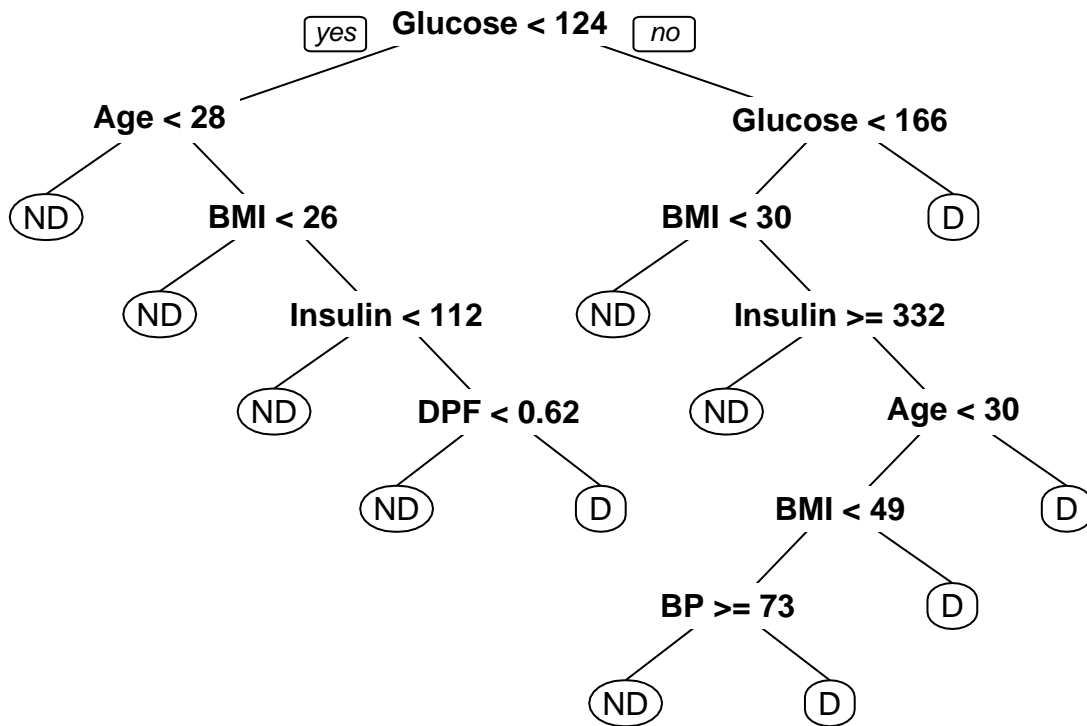 yes Glucose < 124 no
Age < 28 Glucose < 166
ND BMI < 26 BMI < 30 D
ND Insulin < 112 ND Insulin >= 332
ND DPF < 0.62 ND Age < 30
ND D BMI < 49 D
BP >= 73 D
ND D